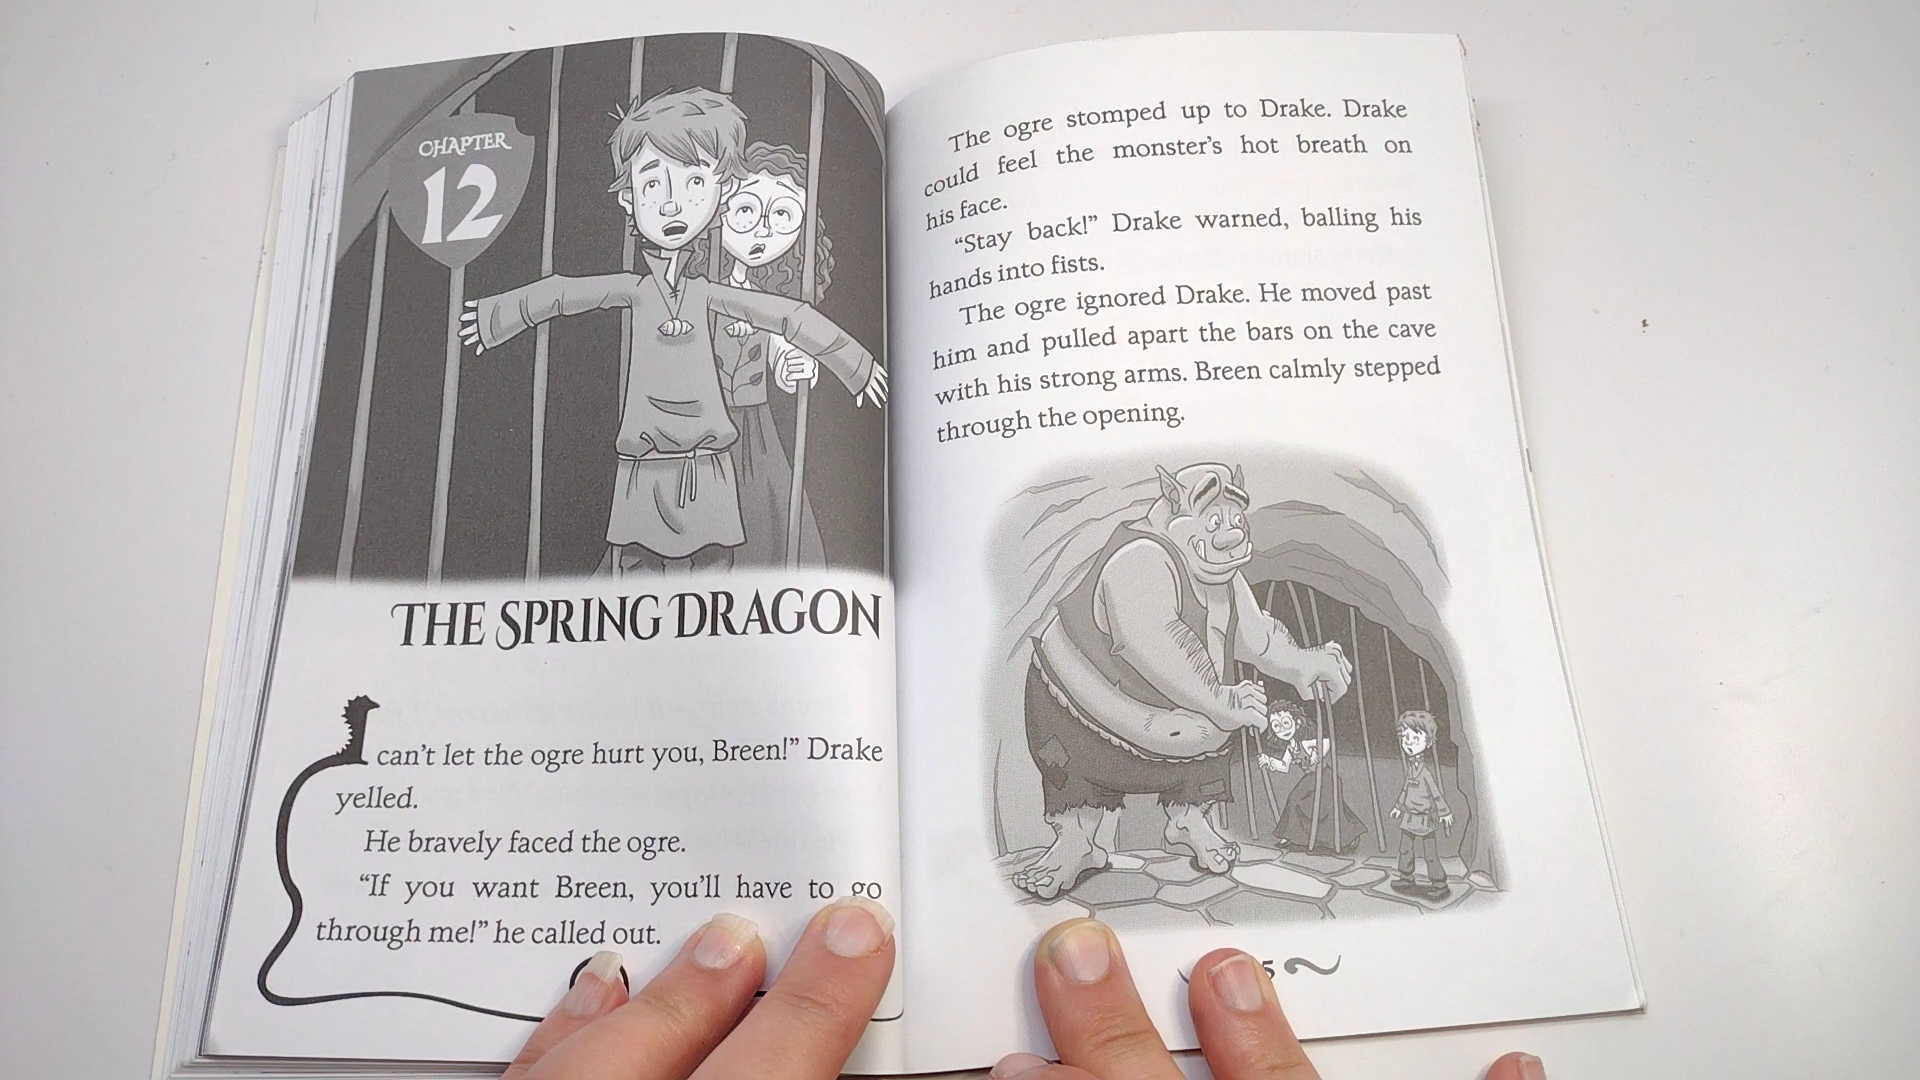 CHAPTER
12
THE SPRING DRAGON
I can't let the ogre hurt you, Breen!” Drake
yelled.
He bravely faced the ogre.
“If you want Breen, you'll have to go
through me!” he called out.
The ogre stomped up to Drake. Drake
could feel the monster's hot breath on
his face.
“Stay back!” Drake warned, balling his
hands into fists.
The ogre ignored Drake. He moved past
him and pulled apart the bars on the cave
with his strong arms. Breen calmly stepped
through the opening.